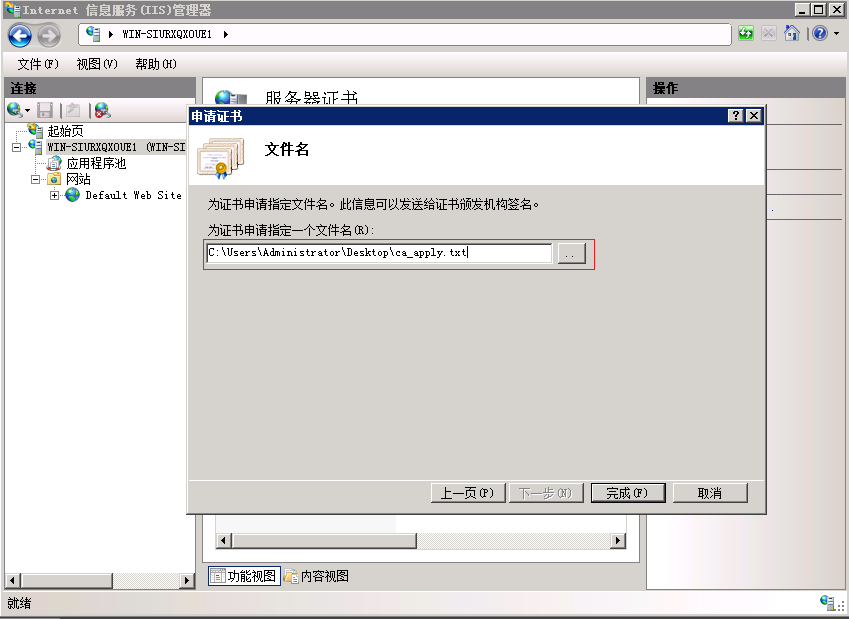 Internet 信息服务(IIS)管理器
WIN-SIURXQXOUE1
文件(F) 视图(V) 帮助(H)
连接
服务器证书
操作
起始页
WIN-SIURXQXOUE1 (WIN-SI
应用程序池
网站
Default Web Site
申请证书
文件名
为证书申请指定文件名。此信息可以发送给证书颁发机构签名。
为证书申请指定一个文件名(R):
C:\Users\Administrator\Desktop\ca_apply.txt
..
上一页(P) 下一步(N) 完成(F) 取消
功能视图 内容视图
就绪